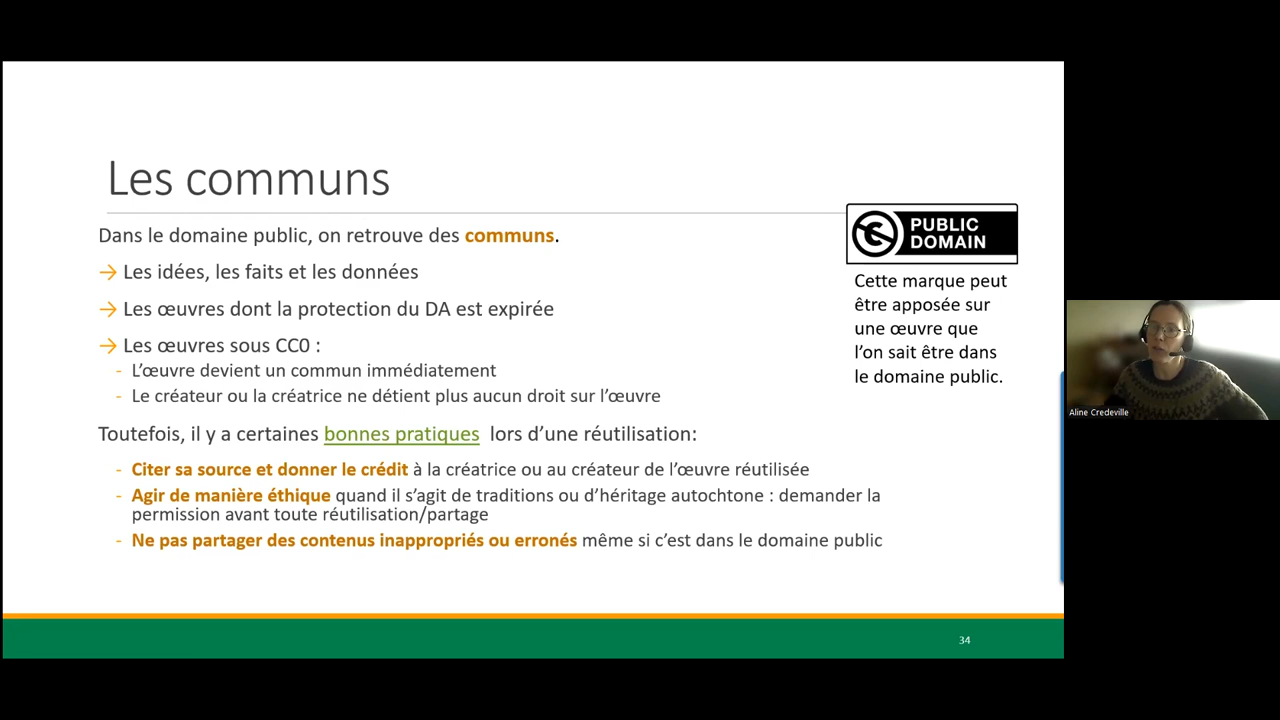 Les communs
Dans le domaine public, on retrouve des communs.
→ Les idées, les faits et les données
→ Les œuvres dont la protection du DA est expirée
→ Les œuvres sous CC0 :
- L'œuvre devient un commun immédiatement
- Le créateur ou la créatrice ne détient plus aucun droit sur l'œuvre
Toutefois, il y a certaines bonnes pratiques lors d'une réutilisation:
- Citer sa source et donner le crédit à la créatrice ou au créateur de l'œuvre réutilisée
- Agir de manière éthique quand il s'agit de traditions ou d'héritage autochtone : demander la
permission avant toute réutilisation/partage
- Ne pas partager des contenus inappropriés ou erronés même si c'est dans le domaine public
PUBLIC
DOMAIN
Cette marque peut
être apposée sur
une œuvre que
l'on sait être dans
le domaine public.
Aline Credeville
34